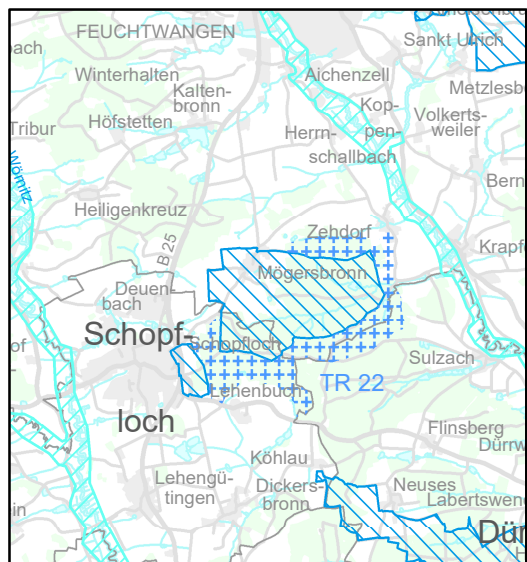 FEUCHTWANGEN
Sankt Ulrich
bach
Winterhalten
Aichenzell
Kalten-
bronn
Metzlesb
Kop-
pen-
Volkerts-
weiler
Tribur
Höfstetten
Herrn-
schallbach
Wörnitz
Bern
Heiligenkreuz
Zehdorf
B 25
Krapf
Mögersbronn
Deuen-
bach
Schopf-
Schopfloch
of
Sulzach
TR 22
Lehenbuch
loch
Flinsberg
Dürrw
Köhlau
Lehengü-
tingen
Dickers-
bronn
Neuses
Labertswen
in
Dür